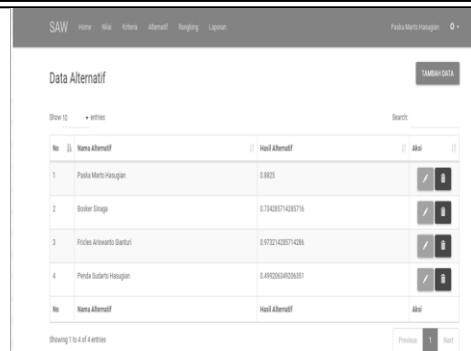 SAW Home Nilai Kriteria Alternatif Rangking Laporan Paska Marto Hasugian
Data Alternatif TAMBAH DATA
Show 10 entries Search:
No Nama Alternatif Hasil Alternatif Aksi
1 Paska Marto Hasugian 0.8825
2 Bosker Sinaga 0.734285714285716
3 Fricles Ariswanto Sianturi 0.973214285714286
4 Penda Sudarto Hasugian 0.499206349206351
No Nama Alternatif Hasil Alternatif Aksi
Showing 1 to 4 of 4 entries Previous 1 Next